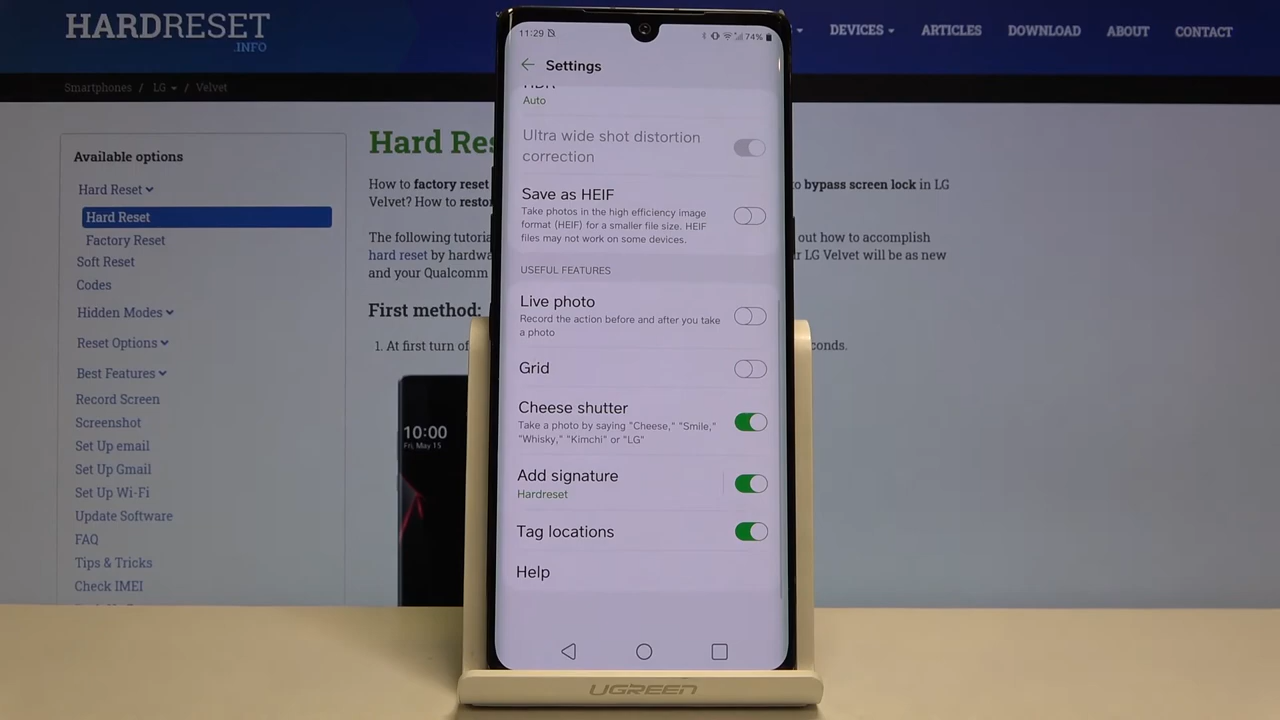 HARDRESET
.INFO
DEVICES
ARTICLES
DOWNLOAD
ABOUT
CONTACT
Smartphones / LG / Velvet
Available options
Hard Reset
Hard Reset
Factory Reset
Soft Reset
Codes
Hidden Modes
Reset Options
Best Features
Record Screen
Screenshot
Set Up email
Set Up Gmail
Set Up Wi-Fi
Update Software
FAQ
Tips & Tricks
Check IMEI
Hard Res
How to factory reset
o bypass screen lock in LG
Velvet? How to resto
The following tutoria
out how to accomplish
hard reset by hardwa
r LG Velvet will be as new
and your Qualcomm
First method:
1. At first turn of
conds.
10:00
Fri, May 15
11:29
74%
Settings
HDR
Auto
Ultra wide shot distortion
correction
Save as HEIF
Take photos in the high efficiency image
format (HEIF) for a smaller file size. HEIF
files may not work on some devices.
USEFUL FEATURES
Live photo
Record the action before and after you take
a photo
Grid
Cheese shutter
Take a photo by saying "Cheese," "Smile,"
"Whisky," "Kimchi" or "LG"
Add signature
Hardreset
Tag locations
Help
UGREEN